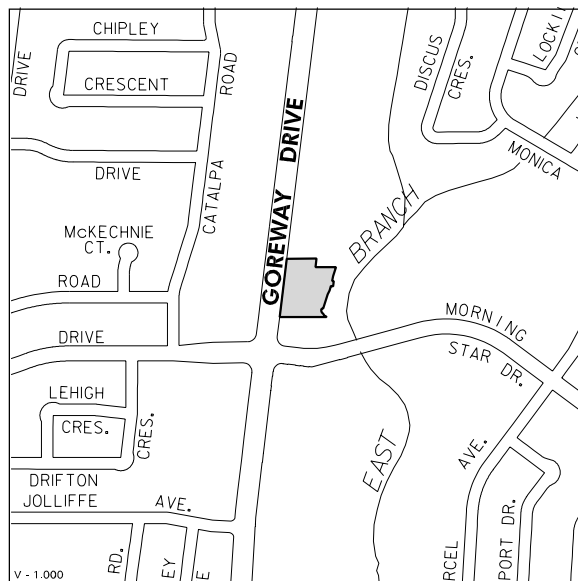 CHIPLEY
CRESCENT
DRIVE
ROAD
DRIVE
CATALPA
GOREWAY DRIVE
DISCUS
CRES.
MONICA
McKECHNIE
CT.
ROAD
BRANCH
DRIVE
MORNING
STAR DR.
LEHIGH
CRES.
CRES.
EAST
AVE.
DRIFTON
JOLLIFFE
AVE.
RD.
EY
E
RCEL
PORT DR.
LOCKI
V - 1.000